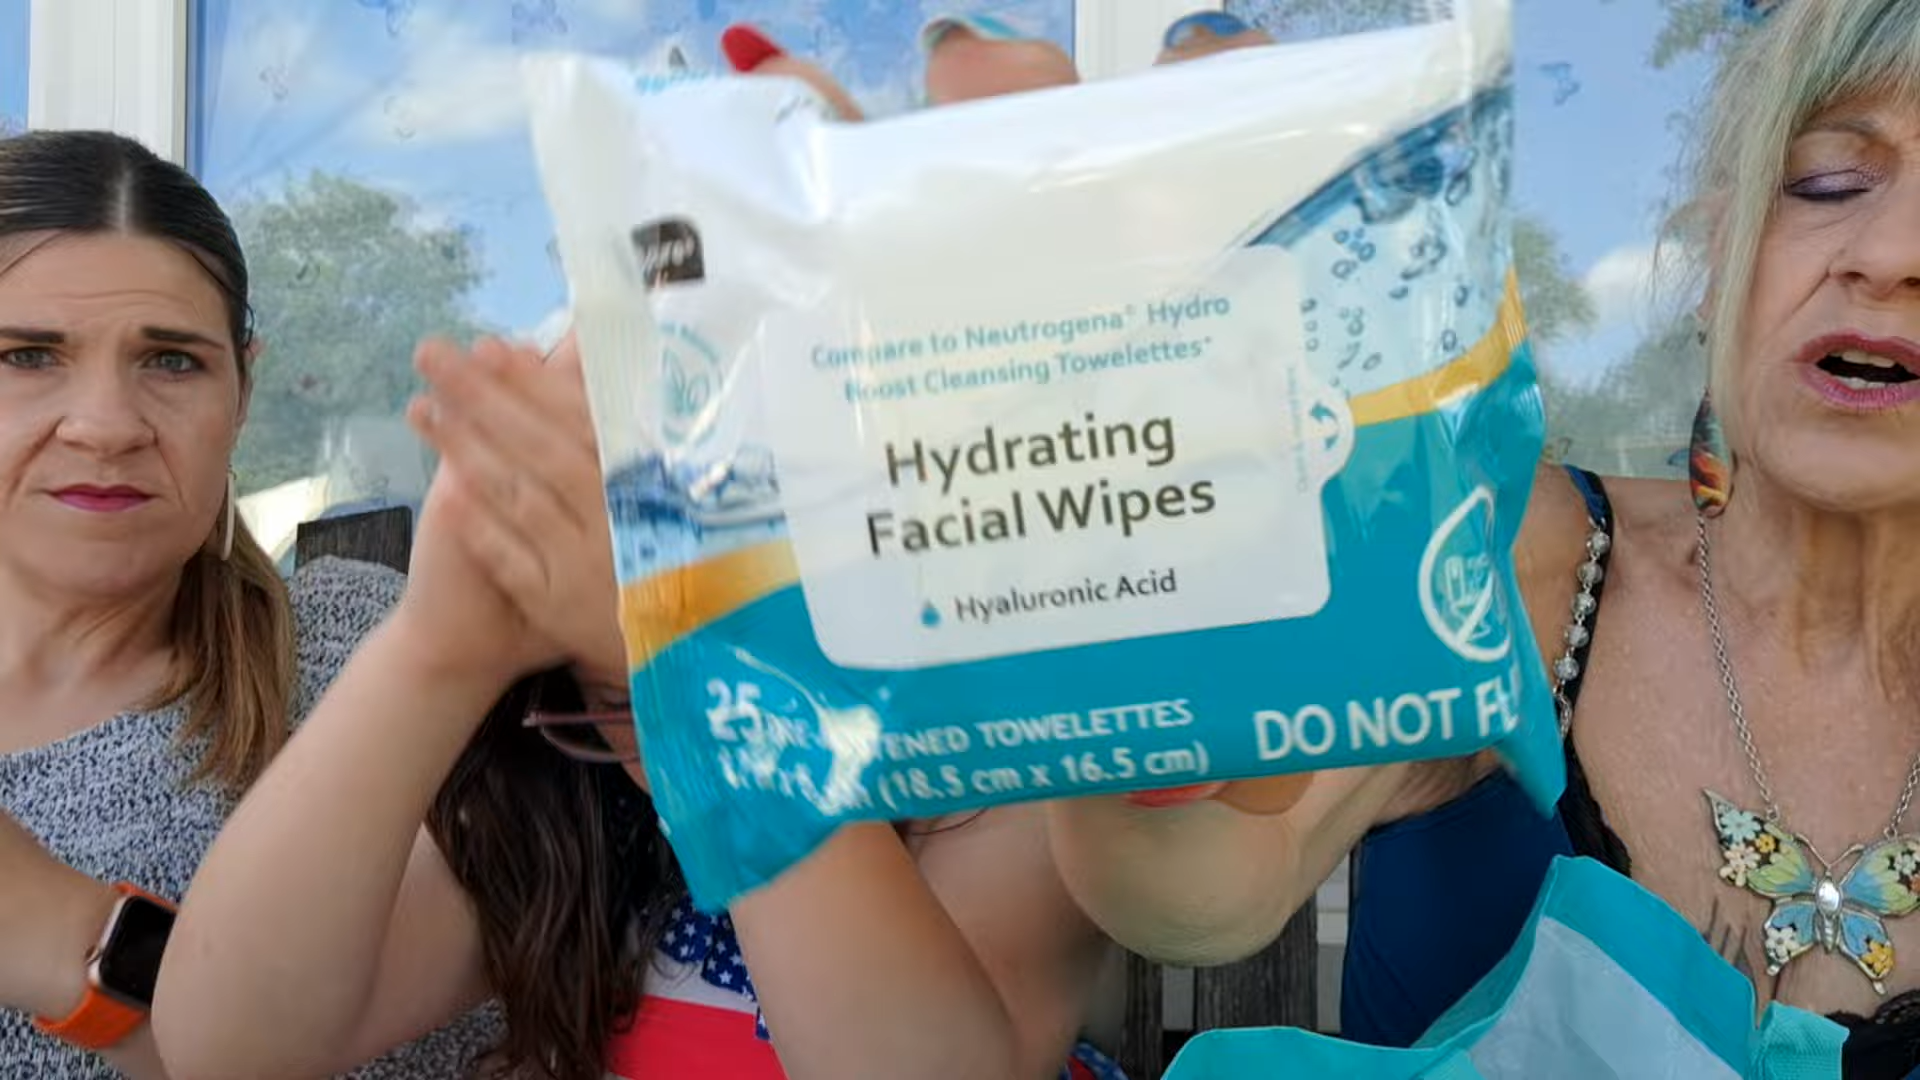 Compare to Neutrogena® Hydro
Boost Cleansing Towelettes*
Hydrating
Facial Wipes
Hyaluronic Acid
25
TOWELETTES
(18.5 cm x 16.5 cm)
DO NOT